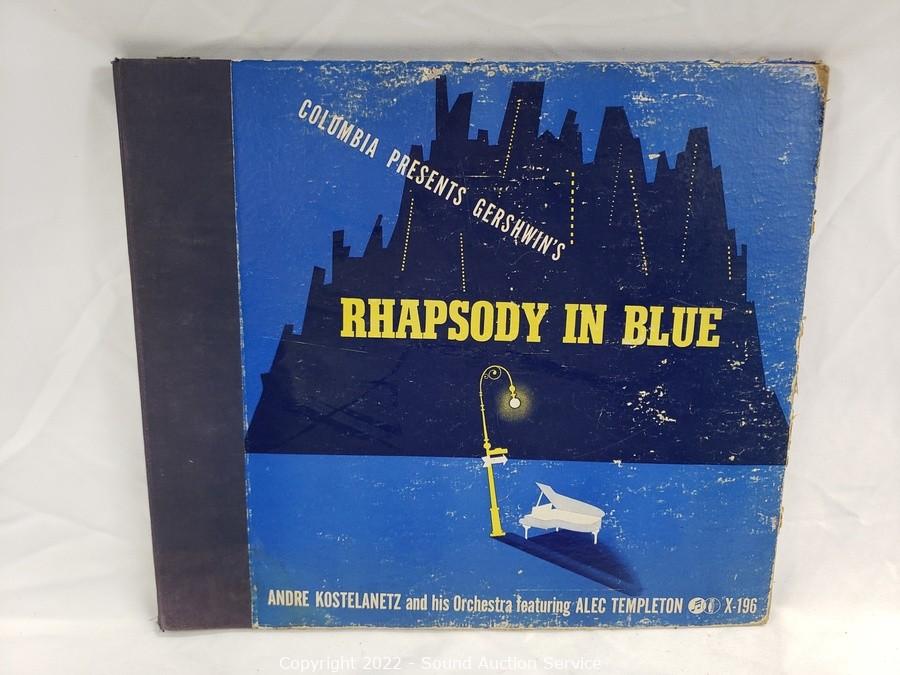 COLUMBIA PRESENTS GERSHWIN'S
RHAPSODY IN BLUE
ANDRE KOSTELANETZ and his Orchestra featuring ALEC TEMPLETON X-196
Copyright 2022 - Sound Auction Service